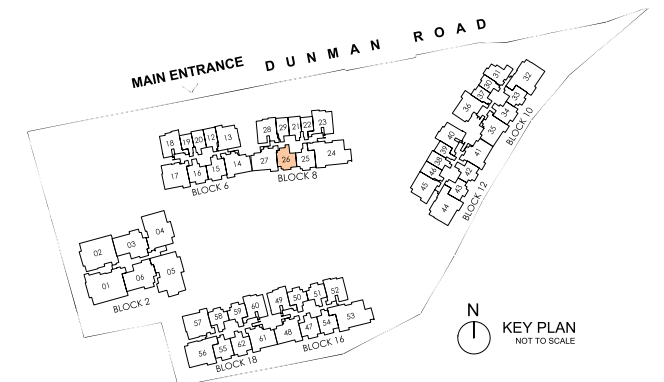 DUNMAN ROAD
MAIN ENTRANCE
18 19 20 12 13
17 16 15 14
BLOCK 6
28 29 21 22 23
27 26 25 24
BLOCK 8
31 32
37 30 33
36 34
35
BLOCK 10
40
39 41
38 42
46 43
45 44
BLOCK 12
02 03 04
01 06 05
BLOCK 2
57 58 59 60
56 55 62 61
BLOCK 18
49 50 51 52
48 47 54 53
BLOCK 16
N
KEY PLAN
NOT TO SCALE